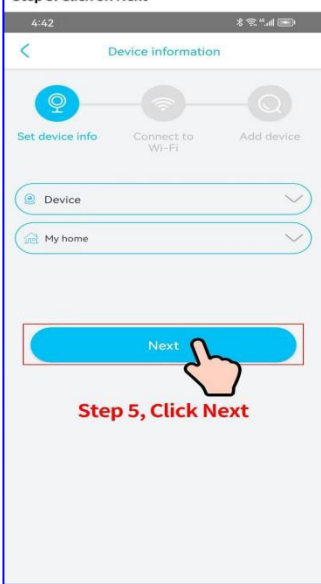 4:42
Device information
Set device info
Connect to
Wi-Fi
Add device
Device
My home
Next
Step 5, Click Next